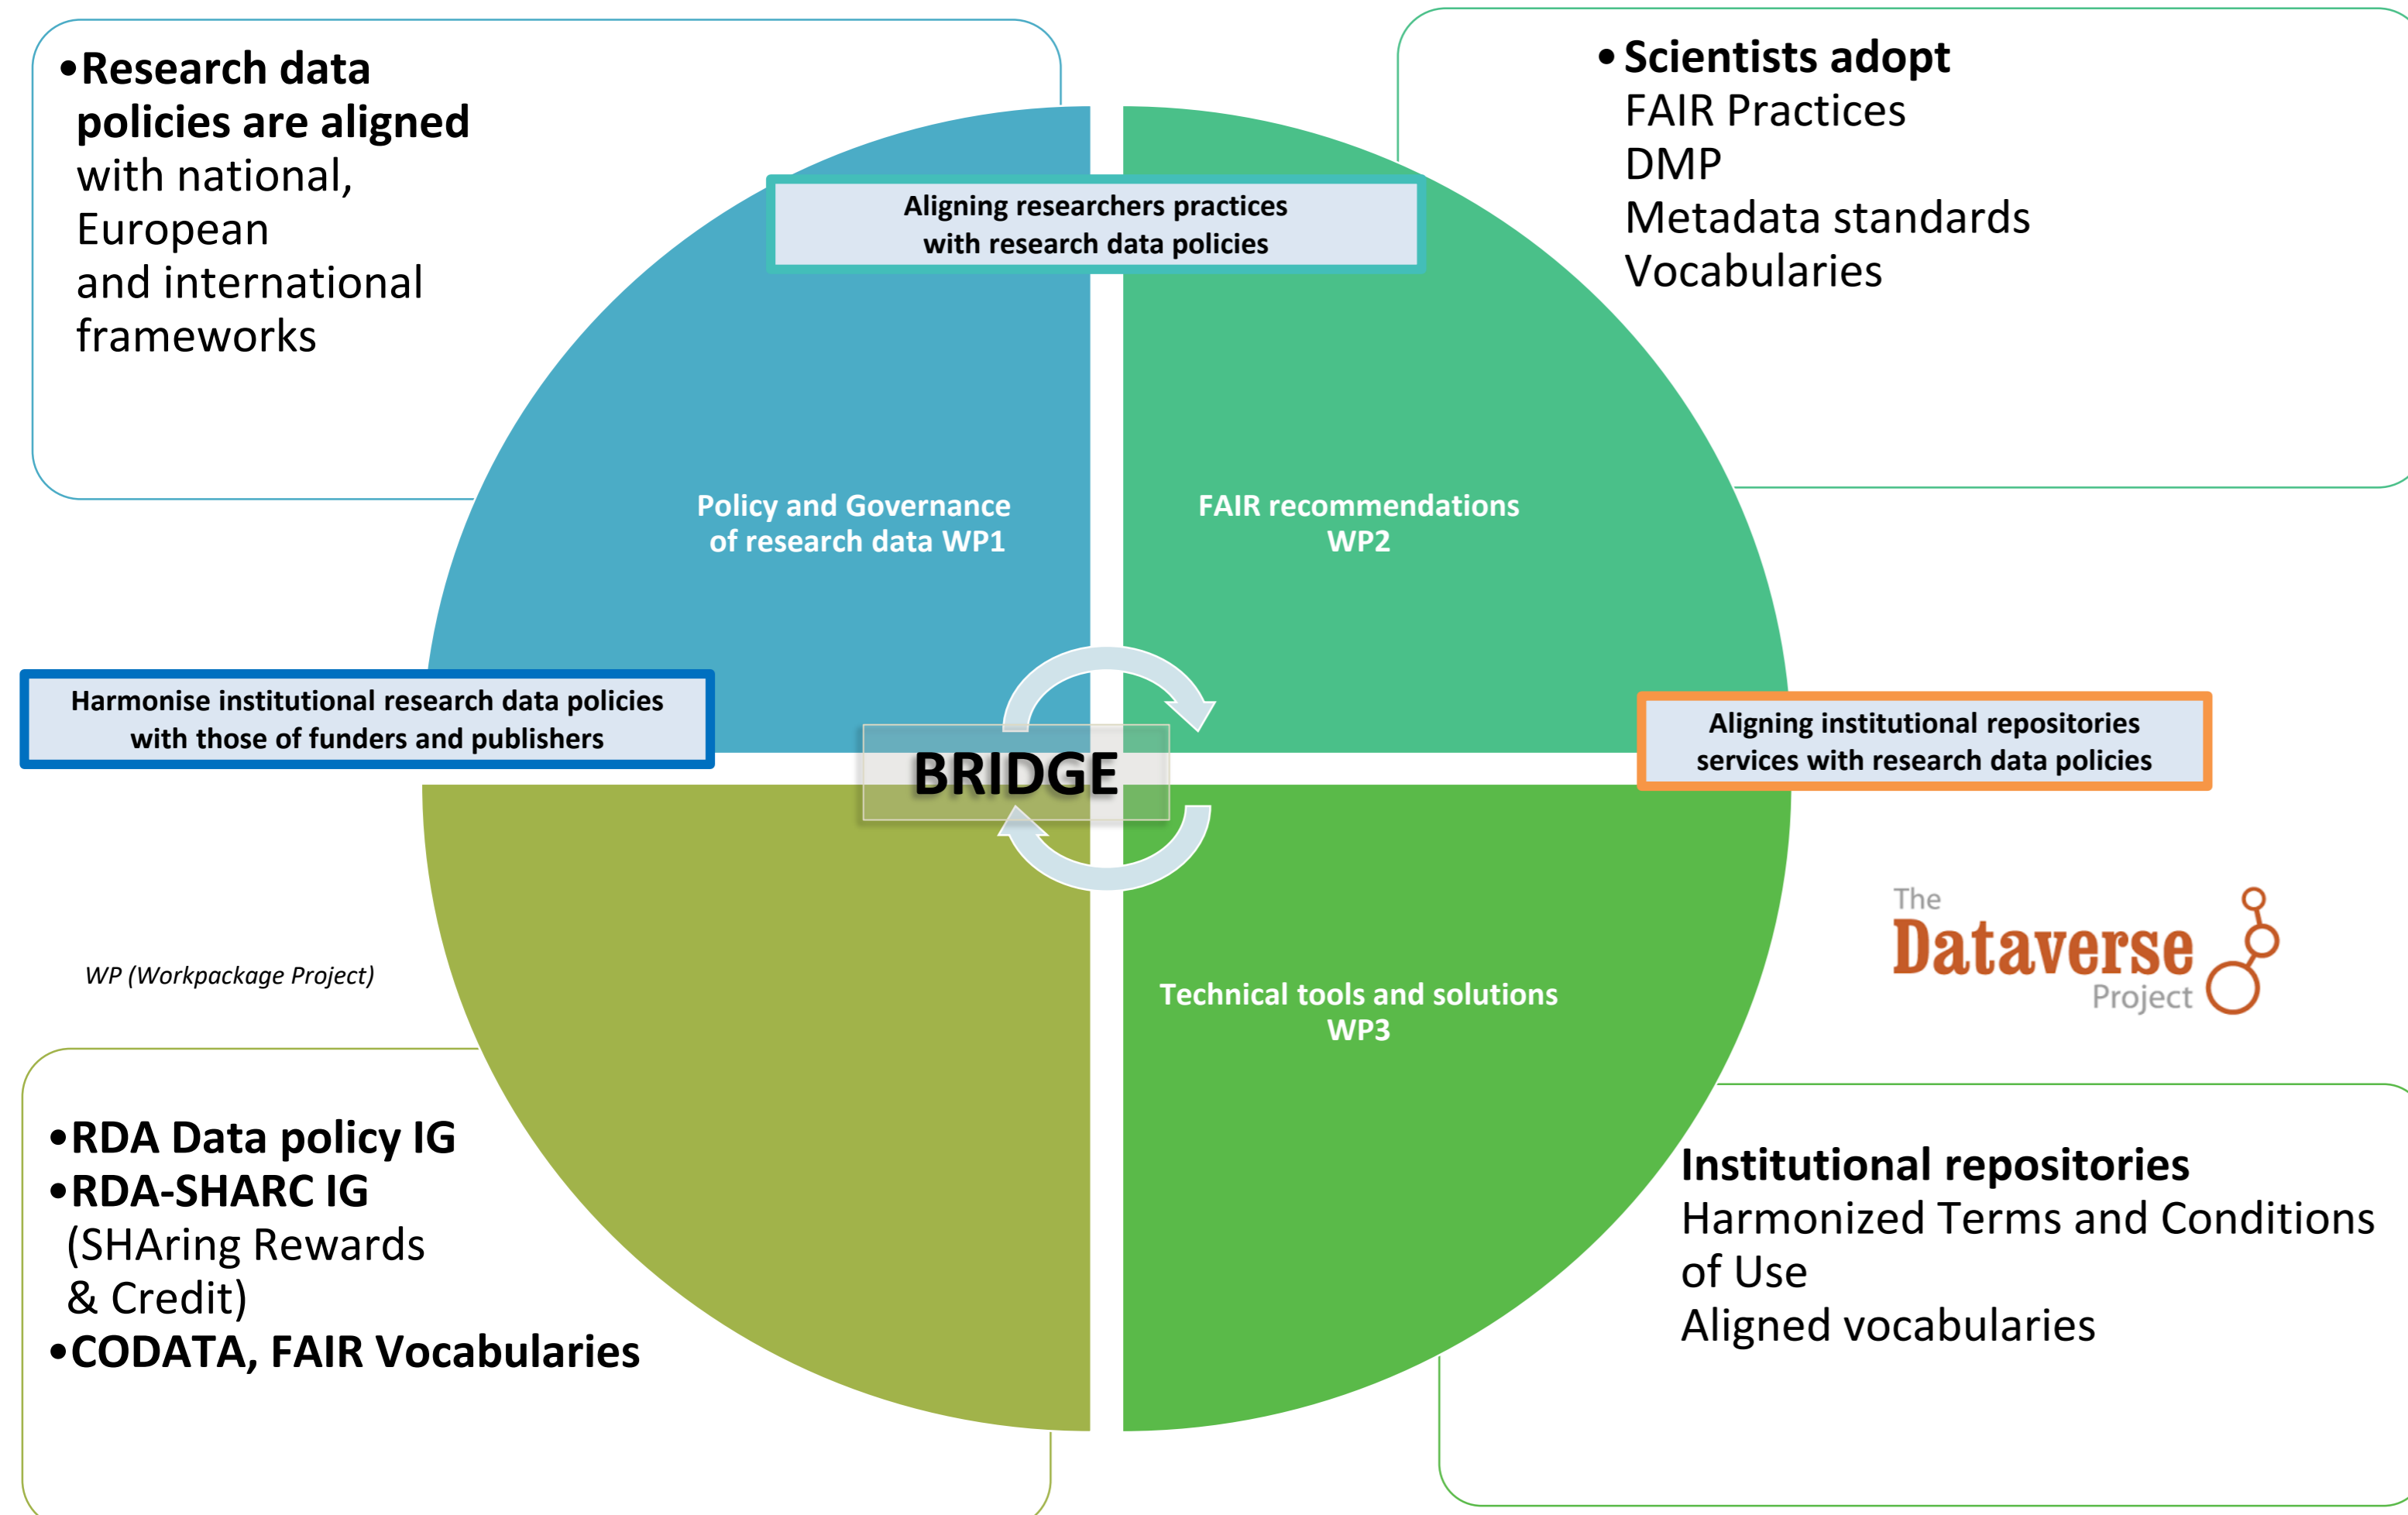 •Research data
policies are aligned
with national,
European
and international
frameworks
• Scientists adopt
FAIR Practices
DMP
Metadata standards
Vocabularies
Aligning researchers practices
with research data policies
Policy and Governance
of research data WP1
FAIR recommendations
WP2
Harmonise institutional research data policies
with those of funders and publishers
BRIDGE
Aligning institutional repositories
services with research data policies
The
Dataverse
Project
WP (Workpackage Project)
Technical tools and solutions
WP3
•RDA Data policy IG
•RDA-SHARC IG
(SHAring Rewards
& Credit)
•CODATA, FAIR Vocabularies
Institutional repositories
Harmonized Terms and Conditions
of Use
Aligned vocabularies